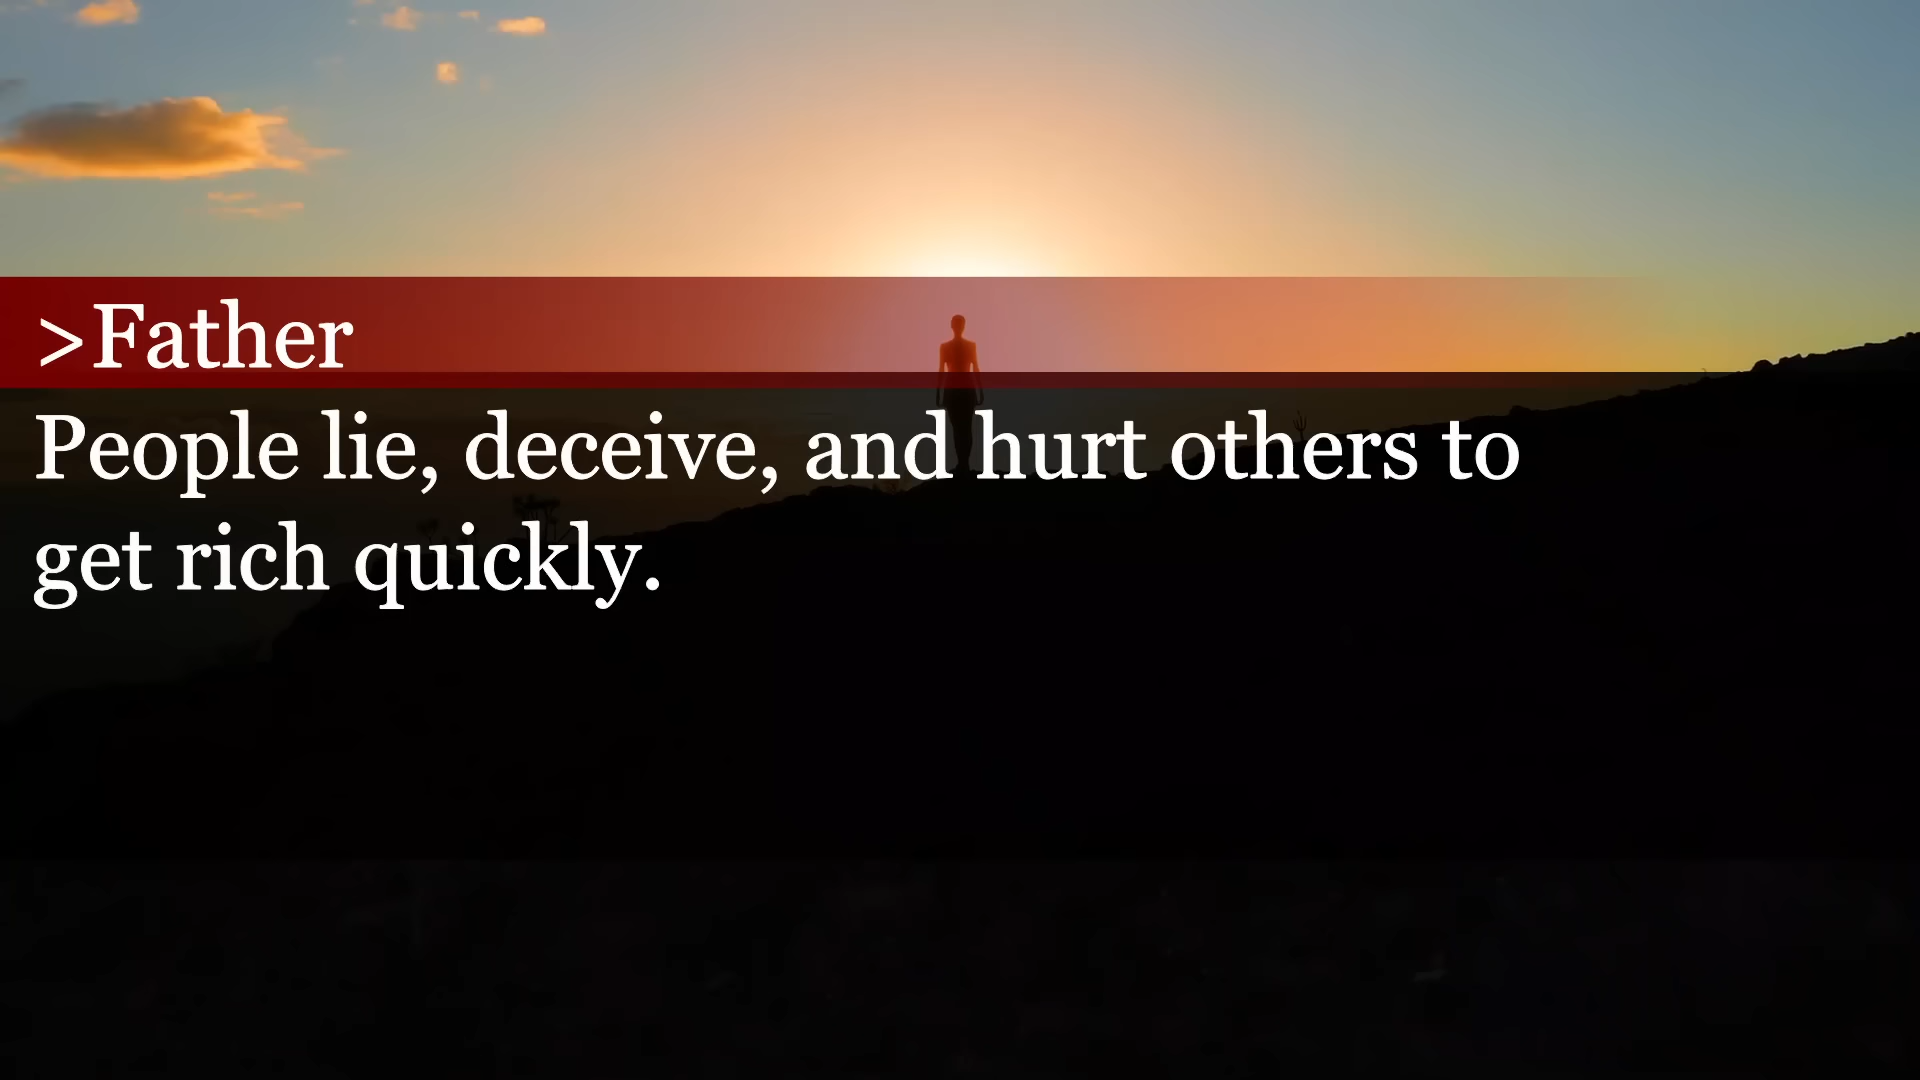 >Father
People lie, deceive, and hurt others to
get rich quickly.